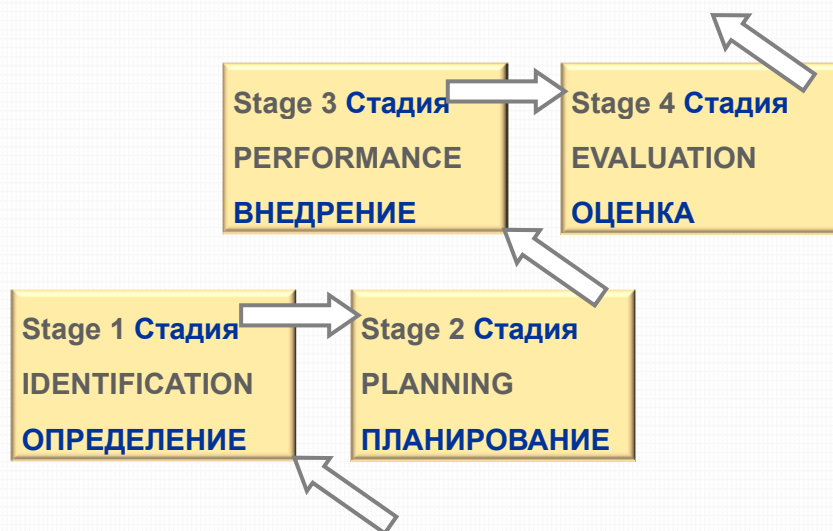 Stage 3 Стадия
PERFORMANCE
ВНЕДРЕНИЕ
Stage 4 Стадия
EVALUATION
ОЦЕНКА
Stage 1 Стадия
IDENTIFICATION
ОПРЕДЕЛЕНИЕ
Stage 2 Стадия
PLANNING
ПЛАНИРОВАНИЕ